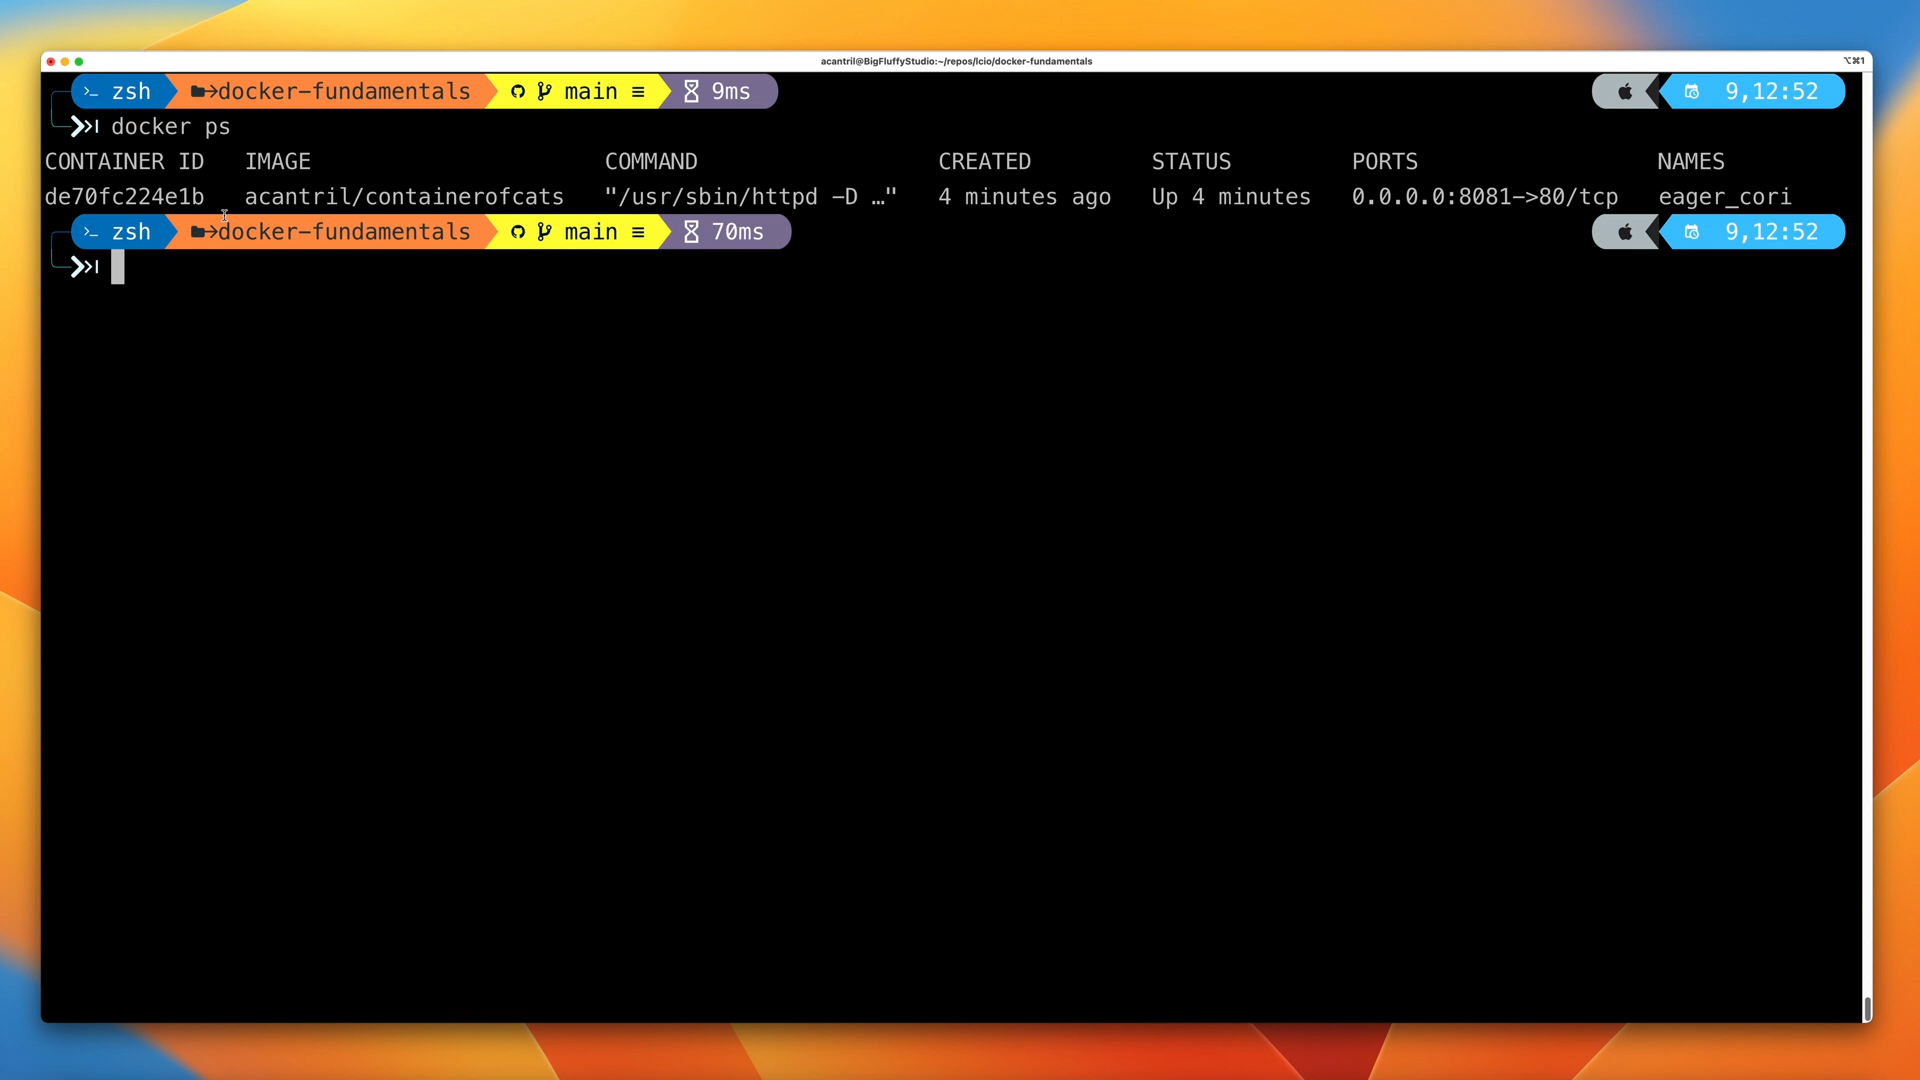 acantril@BigFluffyStudio:~/repos/lcio/docker-fundamentals ⌥⌘1
zsh docker-fundamentals main ≡ 9ms 9,12:52
docker ps
CONTAINER ID IMAGE COMMAND CREATED STATUS PORTS NAMES
de70fc224e1b acantril/containerofcats "/usr/sbin/httpd -D …" 4 minutes ago Up 4 minutes 0.0.0.0:8081->80/tcp eager_cori
zsh docker-fundamentals main ≡ 70ms 9,12:52